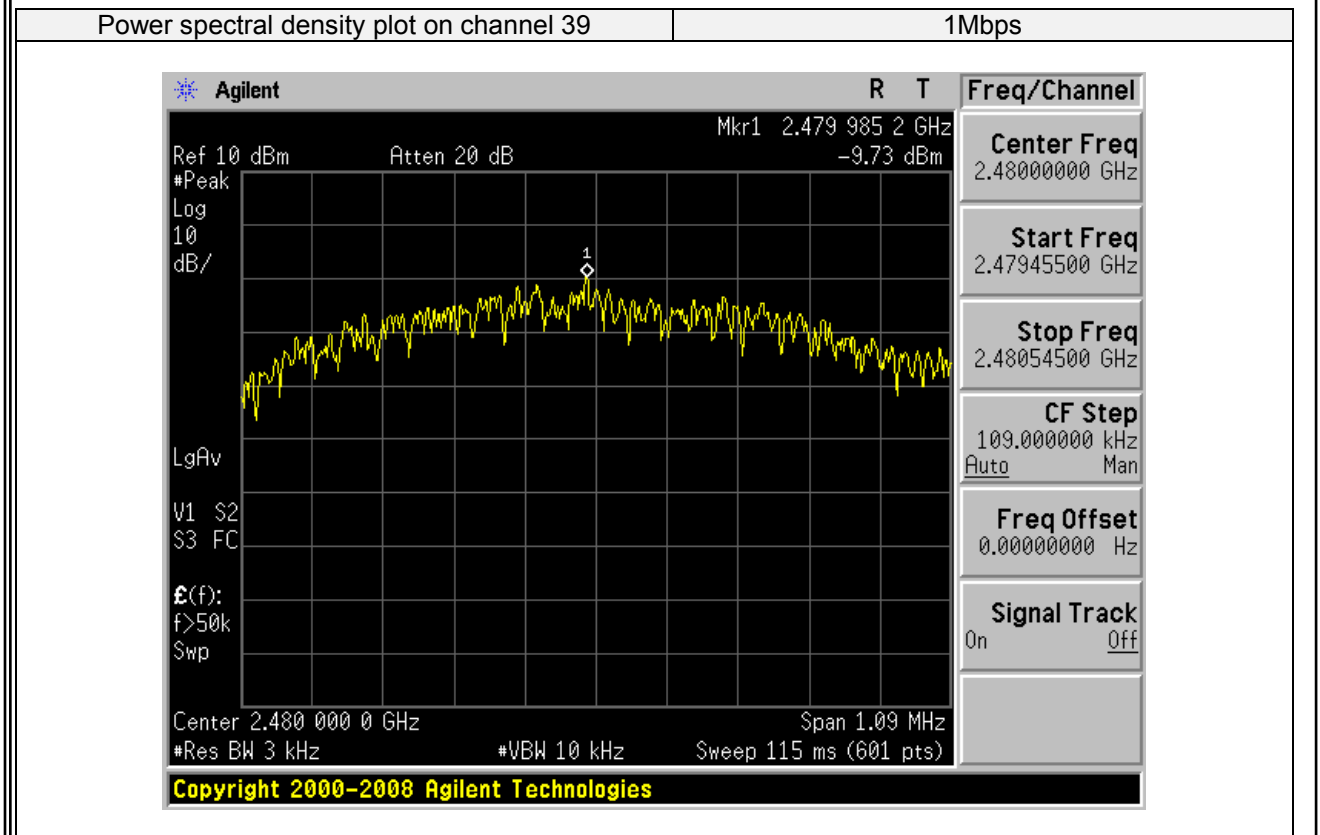 Power spectral density plot on channel 39 1Mbps
Agilent R T Freq/Channel
Mkr1 2.479 985 2 GHz
Ref 10 dBm Atten 20 dB -9.73 dBm
#Peak
Log
10
dB/
1
LgAv
V1 S2
S3 FC
£(f):
f>50k
Swp
Center 2.480 000 0 GHz Span 1.09 MHz
#Res BW 3 kHz #VBW 10 kHz Sweep 115 ms (601 pts)
Center Freq
2.48000000 GHz
Start Freq
2.47945500 GHz
Stop Freq
2.48054500 GHz
CF Step
109.000000 kHz
Auto Man
Freq Offset
0.00000000 Hz
Signal Track
On Off
Copyright 2000-2008 Agilent Technologies